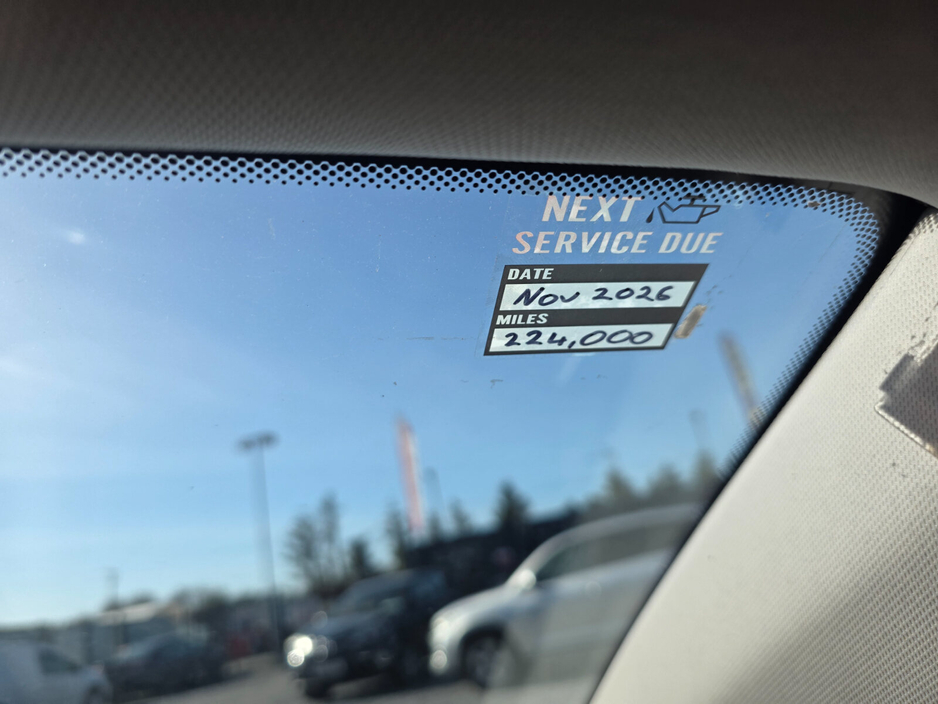 NEXT
SERVICE DUE
DATE
Nov 2026
MILES
224,000